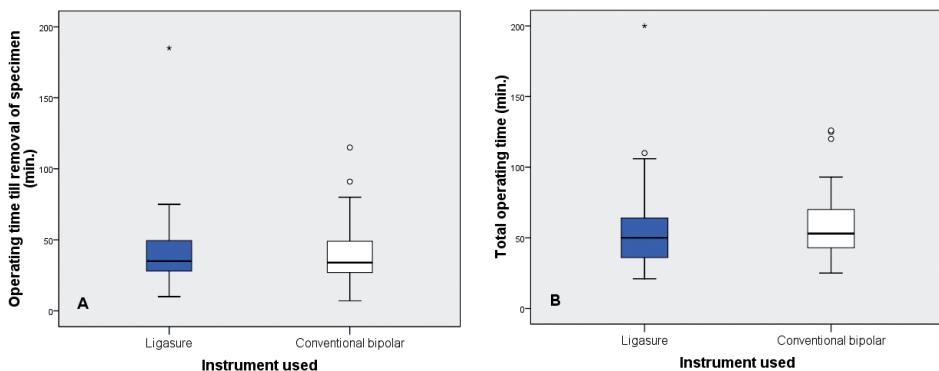 Operating time till removal of specimen
(min.)
200
150
100
50
0
*
A
Ligasure
Conventional bipolar
Instrument used
Total operating time (min.)
200
150
100
50
0
*
B
Ligasure
Conventional bipolar
Instrument used